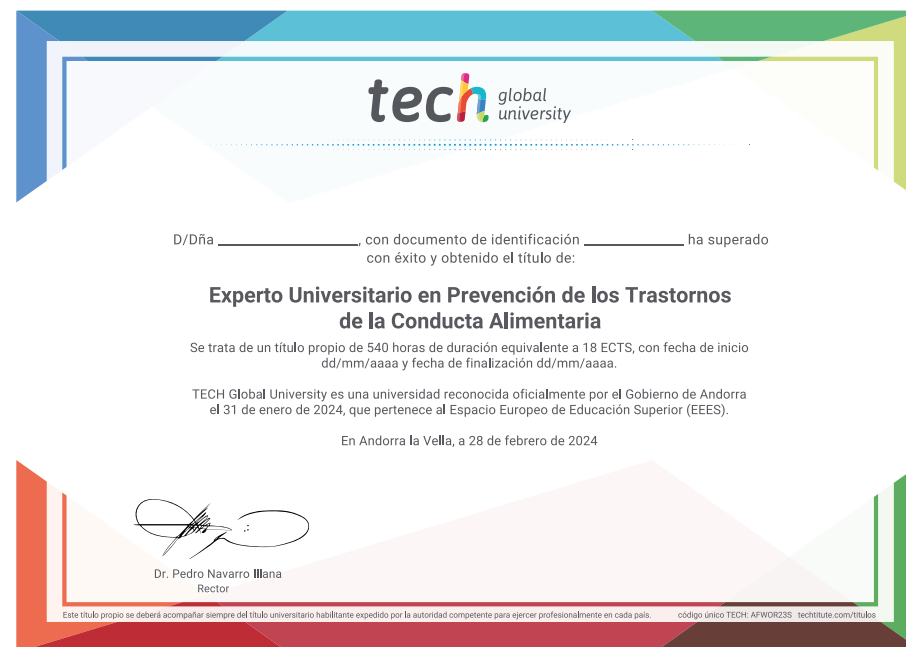 tech global university
D/Dña ____________________, con documento de identificación ______________ ha superado
con éxito y obtenido el título de:
Experto Universitario en Prevención de los Trastornos
de la Conducta Alimentaria
Se trata de un título propio de 540 horas de duración equivalente a 18 ECTS, con fecha de inicio
dd/mm/aaaa y fecha de finalización dd/mm/aaaa.
TECH Global University es una universidad reconocida oficialmente por el Gobierno de Andorra
el 31 de enero de 2024, que pertenece al Espacio Europeo de Educación Superior (EEES).
En Andorra la Vella, a 28 de febrero de 2024
Dr. Pedro Navarro Illana
Rector
Este título propio se deberá acompañar siempre del título universitario habilitante expedido por la autoridad competente para ejercer profesionalmente en cada país. código único TECH: AFWOR23S techtitute.com/titulos